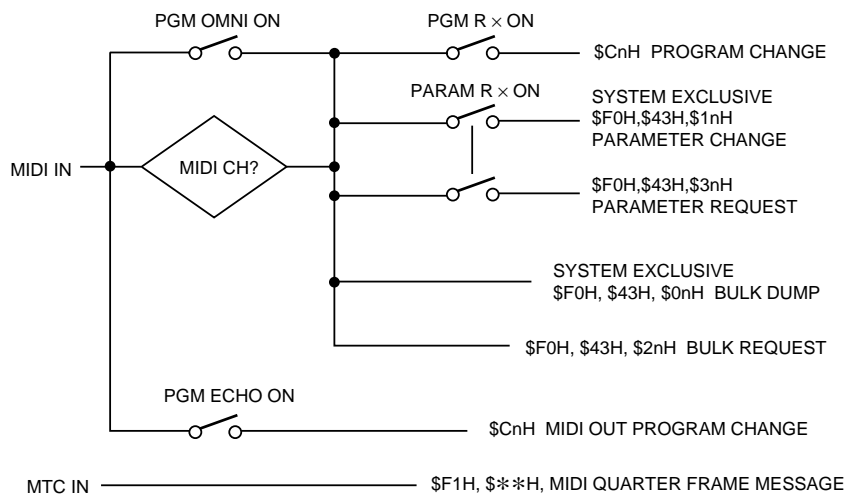 PGM OMNI ON
PGM R × ON
$CnH PROGRAM CHANGE
PARAM R × ON
SYSTEM EXCLUSIVE
$F0H,$43H,$1nH
PARAMETER CHANGE
MIDI IN
MIDI CH?
$F0H,$43H,$3nH
PARAMETER REQUEST
SYSTEM EXCLUSIVE
$F0H, $43H, $0nH BULK DUMP
$F0H, $43H, $2nH BULK REQUEST
PGM ECHO ON
$CnH MIDI OUT PROGRAM CHANGE
MTC IN
$F1H, $**H, MIDI QUARTER FRAME MESSAGE